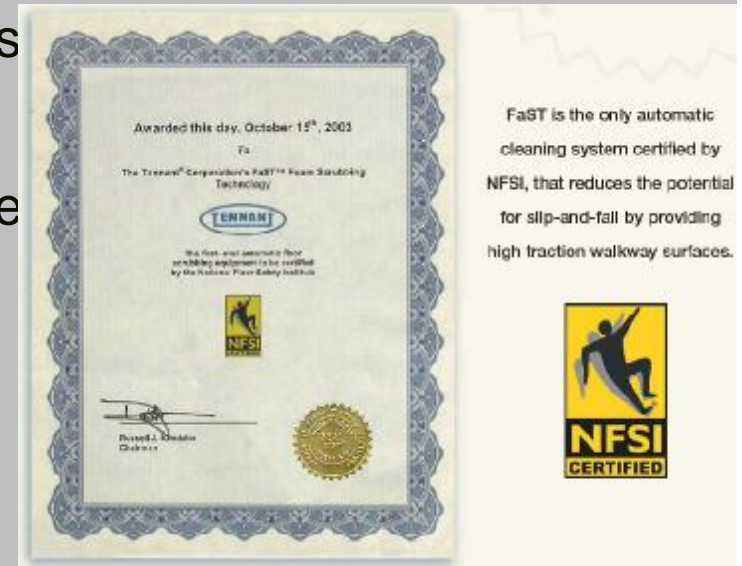 s
e
Awarded this day, October 15th, 2003
To
The Tennant® Corporation's FaST™ Foam Scrubbing
Technology
TENNANT
the first-ever automatic floor
scrubbing equipment to be certified
by the National Floor Safety Institute
NFSI
CERTIFIED
Russell J.
Chairman
FaST is the only automatic
cleaning system certified by
NFSI, that reduces the potential
for slip-and-fall by providing
high traction walkway surfaces.
NFSI
CERTIFIED